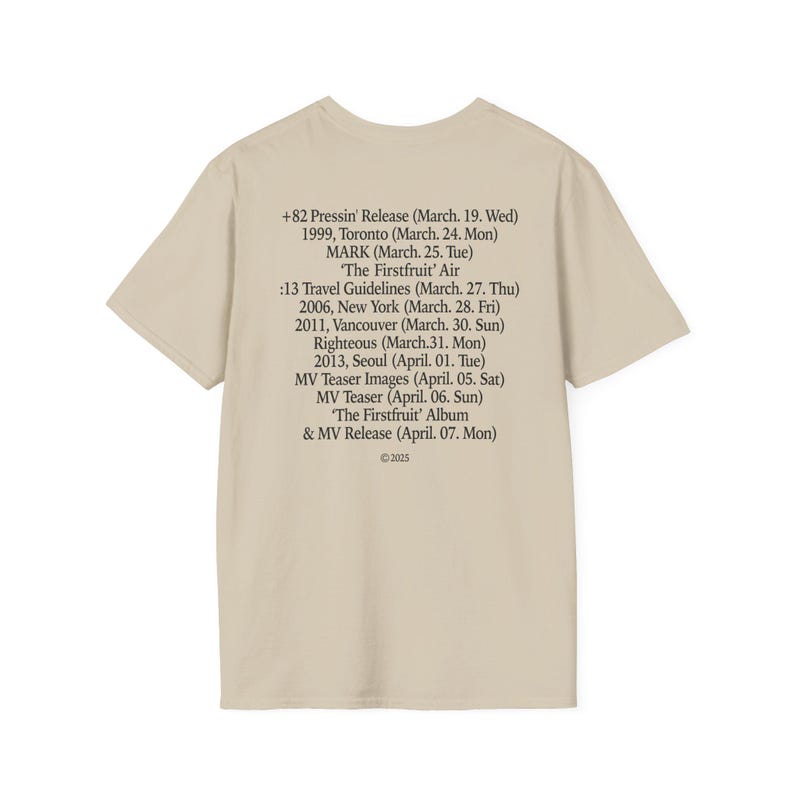 +82 Pressin' Release (March. 19. Wed)
1999, Toronto (March. 24. Mon)
MARK (March. 25. Tue)
‘The Firstfruit’ Air
:13 Travel Guidelines (March. 27. Thu)
2006, New York (March. 28. Fri)
2011, Vancouver (March. 30. Sun)
Righteous (March.31. Mon)
2013, Seoul (April. 01. Tue)
MV Teaser Images (April. 05. Sat)
MV Teaser (April. 06. Sun)
‘The Firstfruit’ Album
& MV Release (April. 07. Mon)
©2025